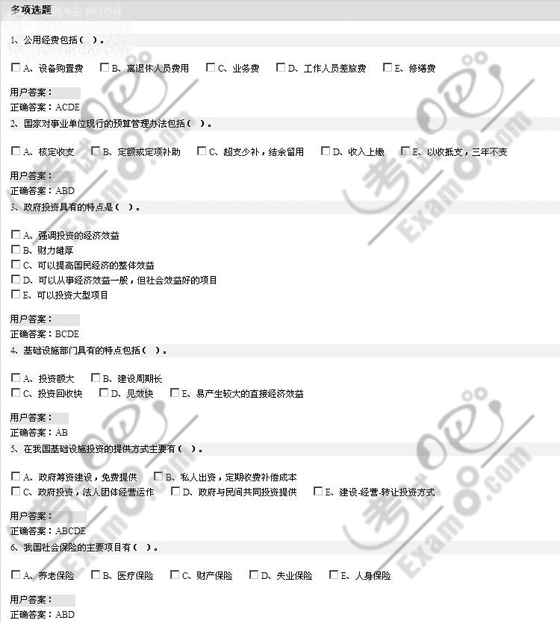 多项选题
1、公用经费包括( )。
A、设备购置费 B、离退休人员费用 C、业务费 D、工作人员差旅费 E、修缮费
用户答案：
正确答案：ACDE
2、国家对事业单位现行的预算管理办法包括( )。
A、核定收支 B、定额或定项补助 C、超支少补，结余留用 D、收入上缴 E、以收抵支，三年不变
用户答案：
正确答案：ABD
3、政府投资具有的特点是( )。
A、强调投资的经济效益
B、财力雄厚
C、可以提高国民经济的整体效益
D、可以从事经济效益一般，但社会效益好的项目
E、可以投资大型项目
用户答案：
正确答案：BCDE
4、基础设施部门具有的特点包括( )。
A、投资额大 B、建设周期长
C、投资回收快 D、见效快 E、易产生较大的直接经济效益
用户答案：
正确答案：AB
5、在我国基础设施投资的提供方式主要有( )。
A、政府筹资建设，免费提供 B、私人出资，定期收费补偿成本
C、政府投资，法人团体经营运作 D、政府与民间共同投资提供 E、建设-经营-转让投资方式
用户答案：
正确答案：ABCDE
6、我国社会保险的主要项目有( )。
A、养老保险 B、医疗保险 C、财产保险 D、失业保险 E、人身保险
用户答案：
正确答案：ABD